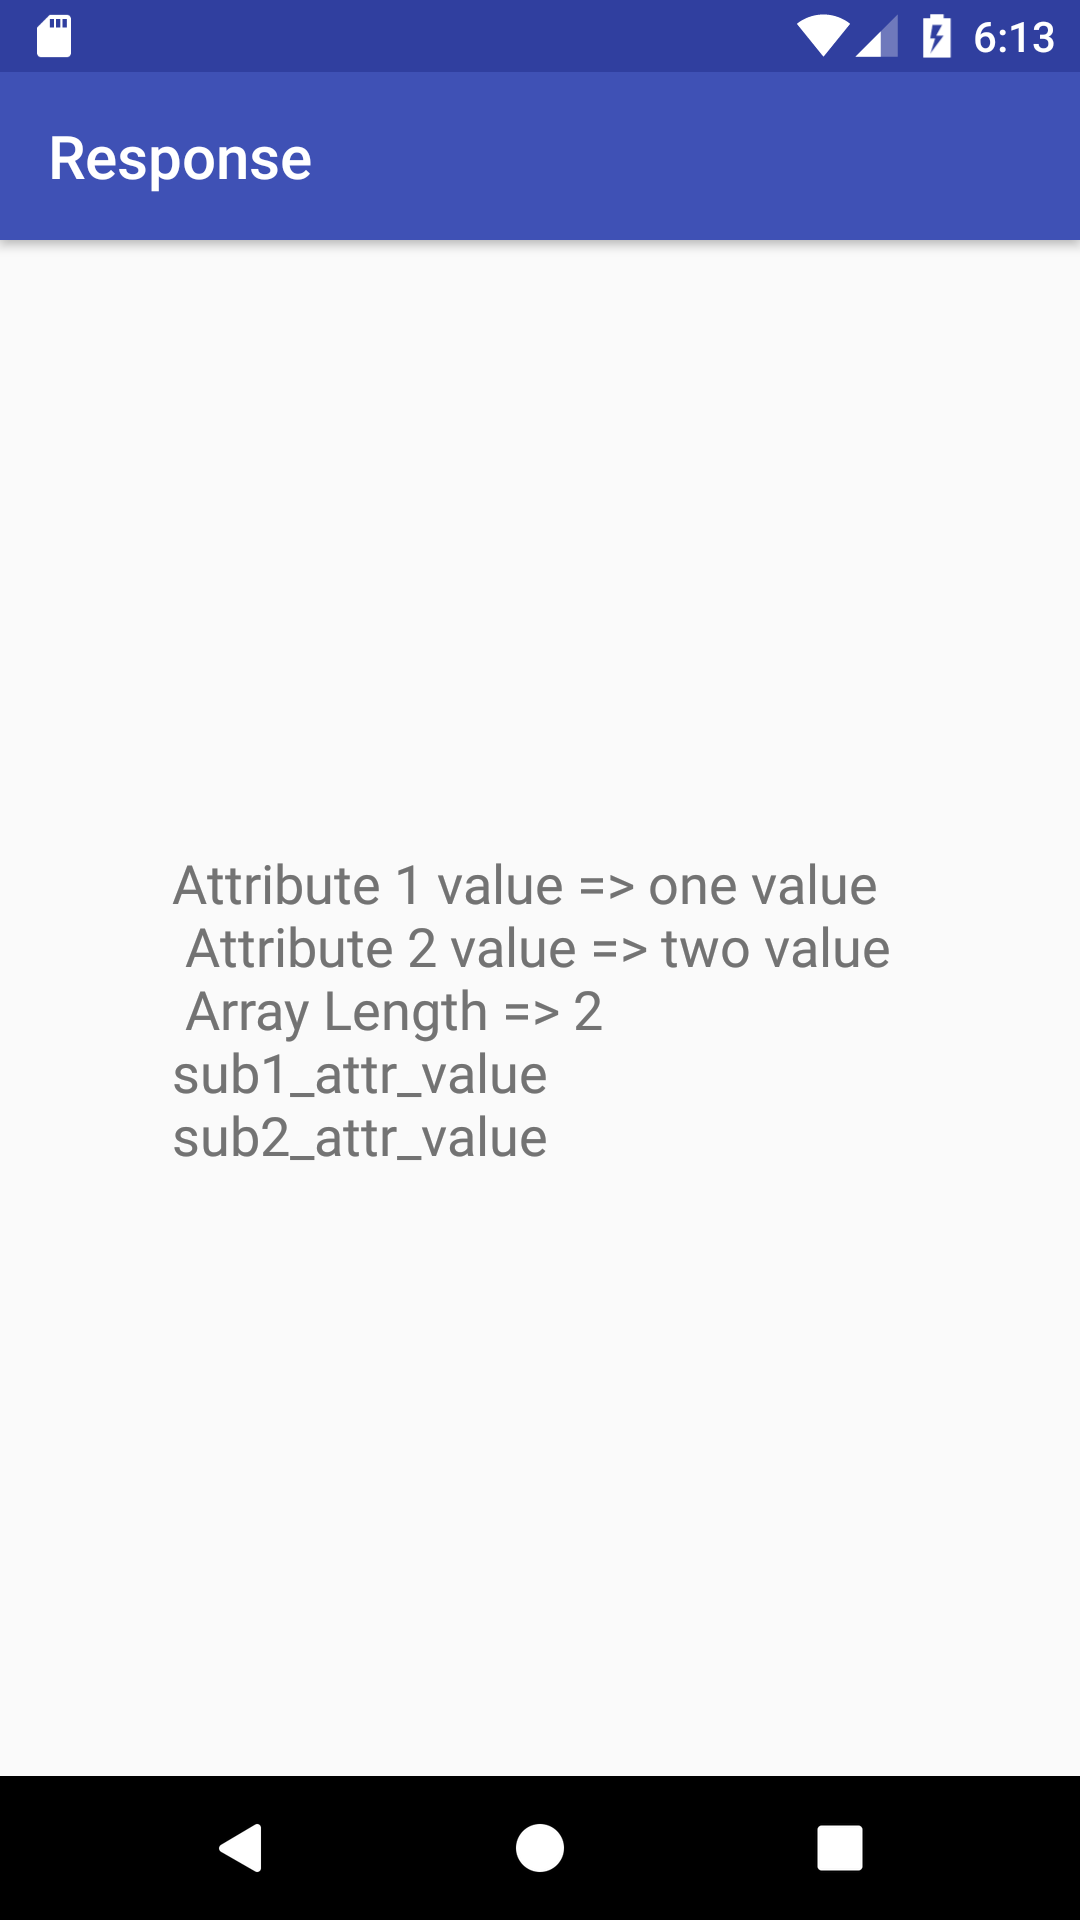 6:13
Response
Attribute 1 value => one value
Attribute 2 value => two value
Array Length => 2
sub1_attr_value
sub2_attr_value